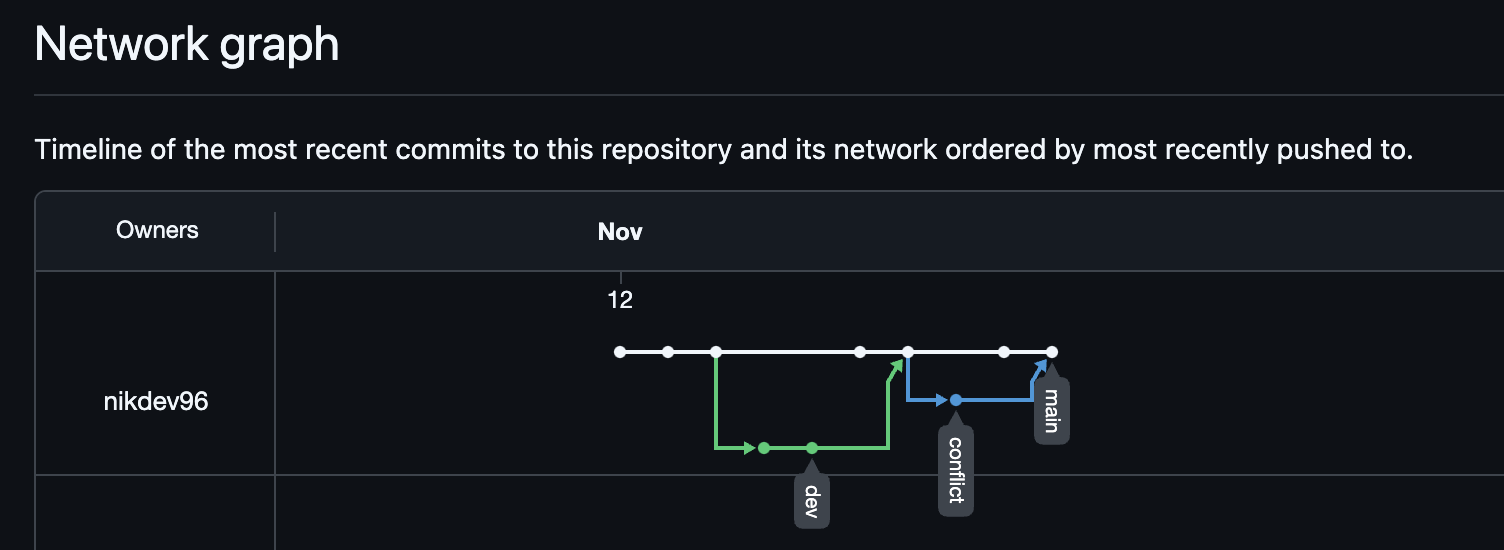 Network graph
Timeline of the most recent commits to this repository and its network ordered by most recently pushed to.
Owners
Nov
12
nikdev96
main
conflict
dev